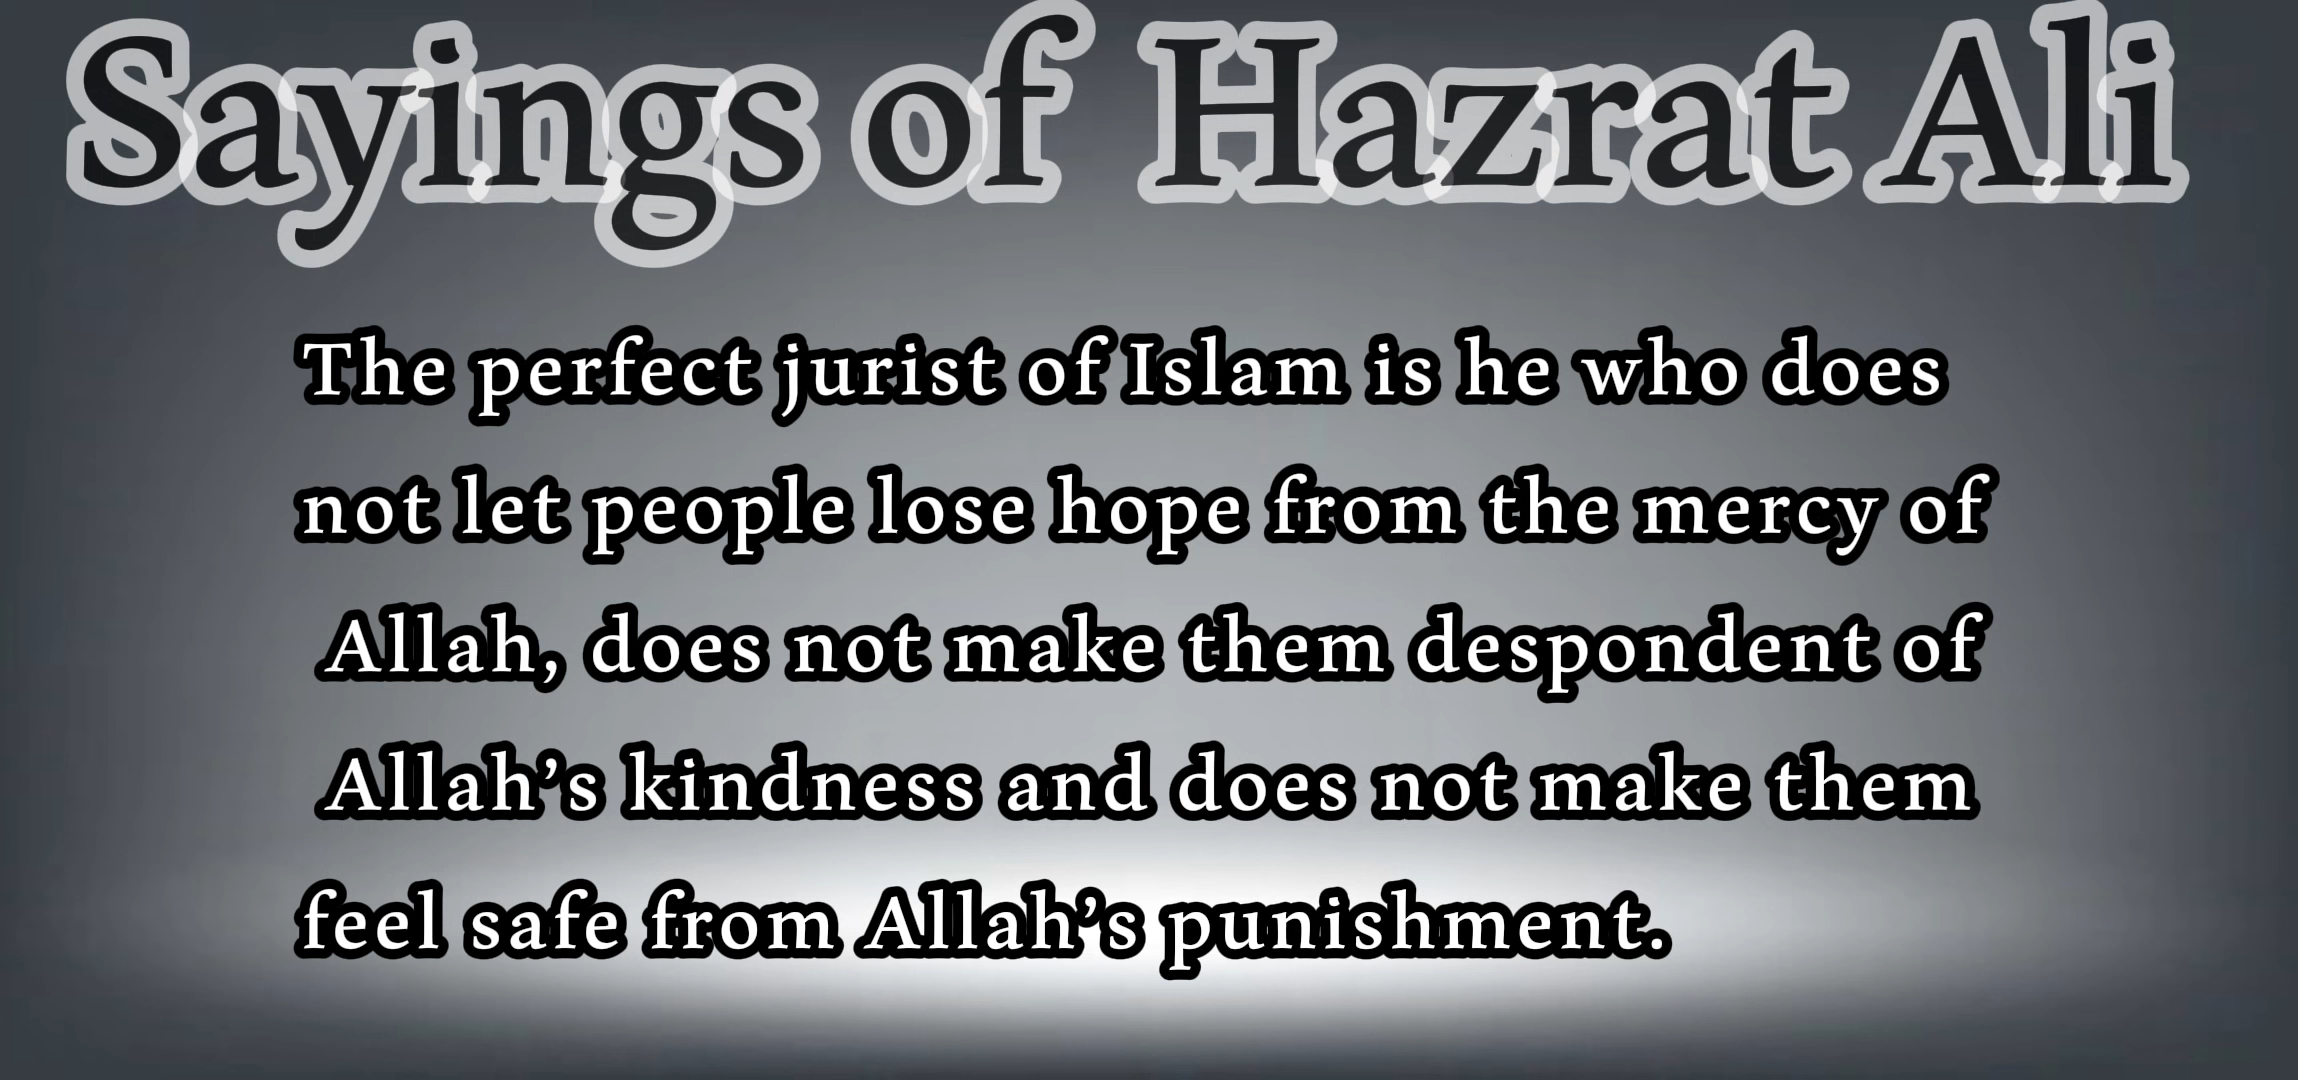 Sayings of Hazrat Ali
The perfect jurist of Islam is he who does
not let people lose hope from the mercy of
Allah, does not make them despondent of
Allah’s kindness and does not make them
feel safe from Allah’s punishment.